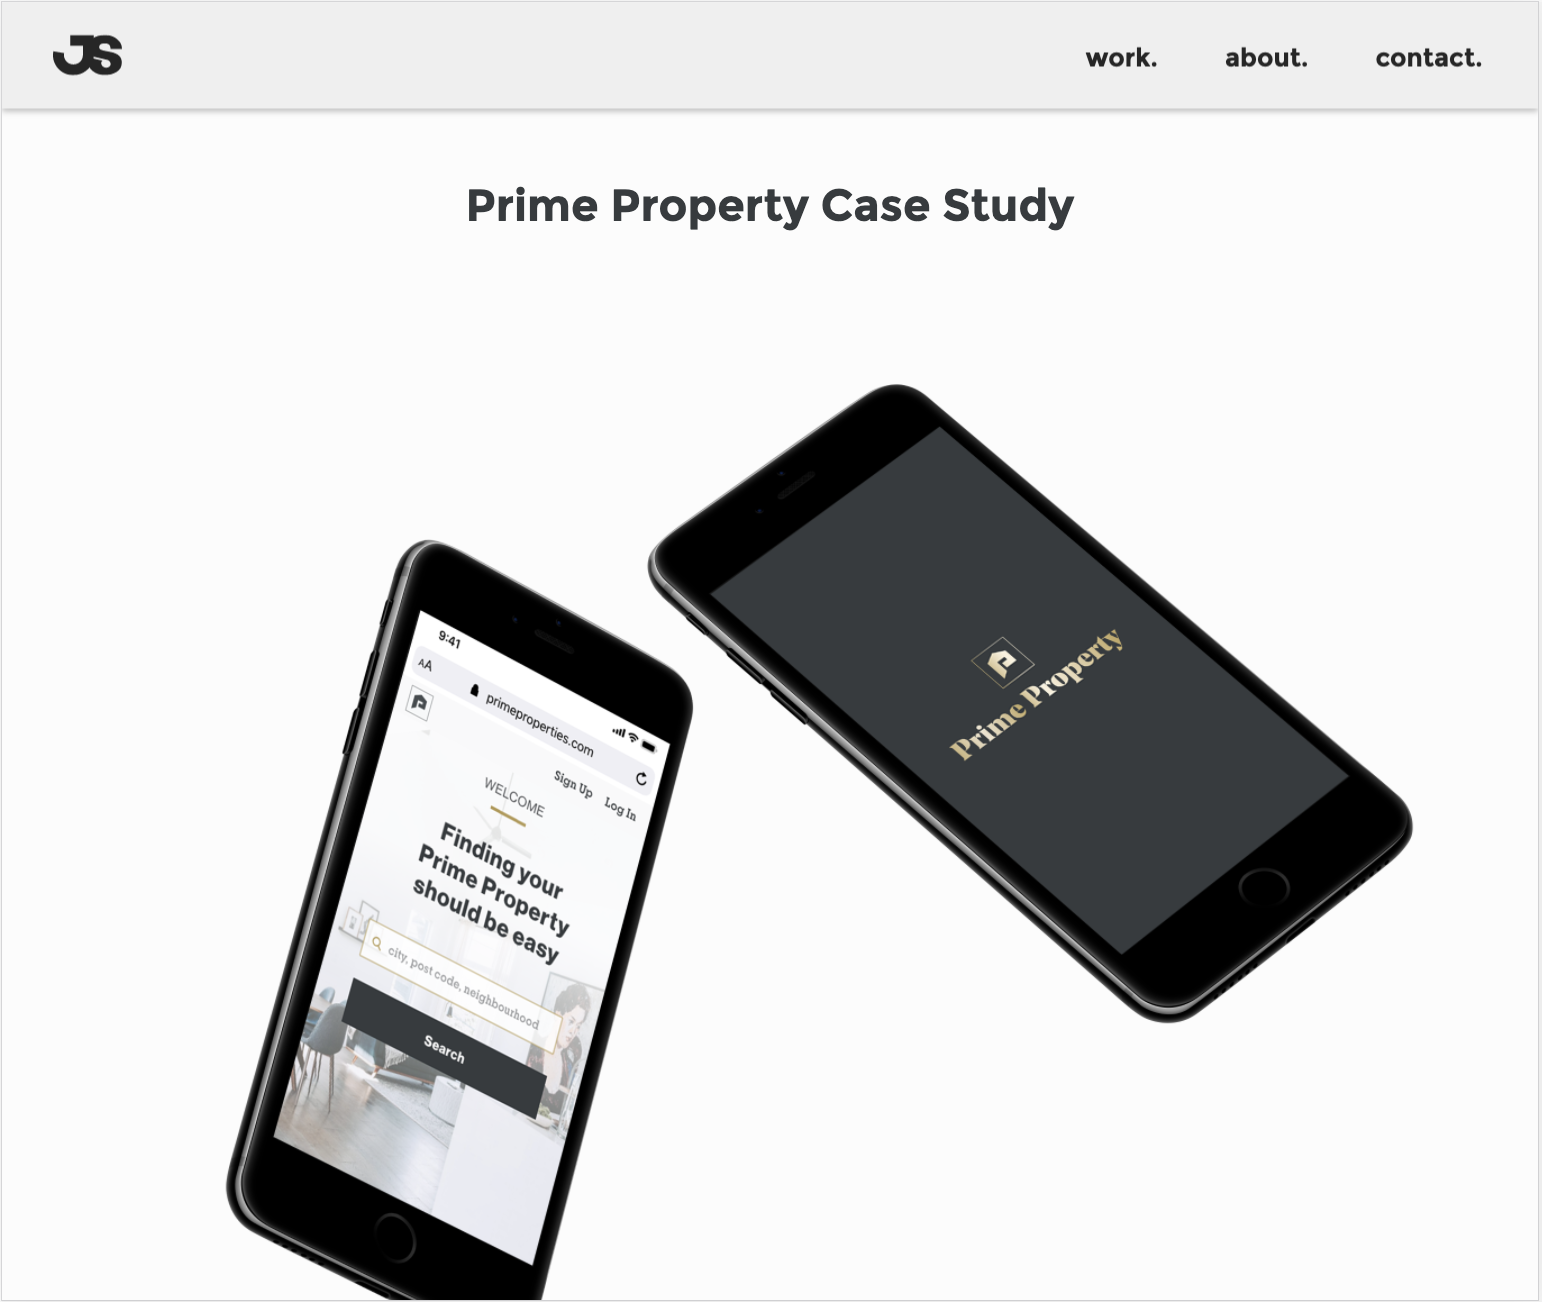 JS
work. about. contact.
Prime Property Case Study
9:41
AA
primeproperties.com
Sign Up Log In
WELCOME
Finding your
Prime Property
should be easy
city, post code, neighbourhood
Search
Prime Property